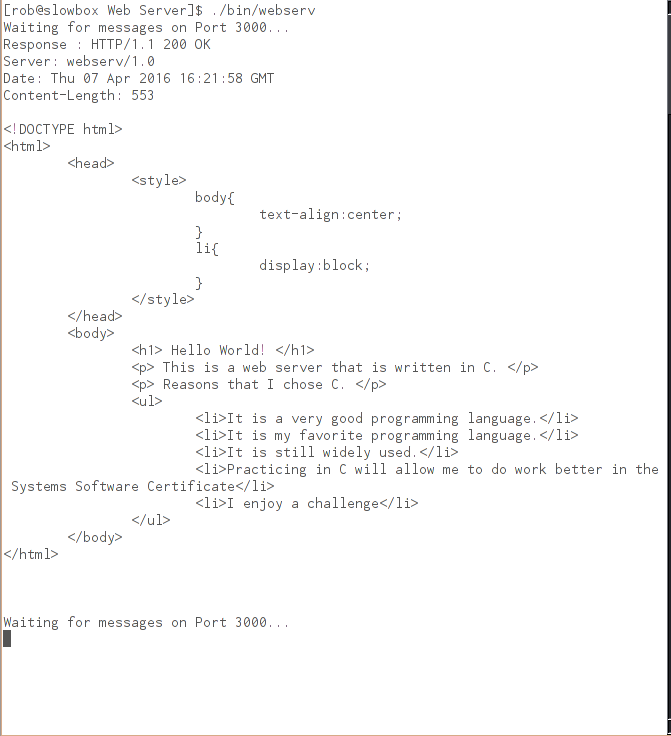 [rob@slowbox Web Server]$ ./bin/webserv
Waiting for messages on Port 3000...
Response : HTTP/1.1 200 OK
Server: webserv/1.0
Date: Thu 07 Apr 2016 16:21:58 GMT
Content-Length: 553

<!DOCTYPE html>
<html>
        <head>
                <style>
                        body{
                                text-align:center;
                        }
                        li{
                                display:block;
                        }
                </style>
        </head>
        <body>
                <h1> Hello World! </h1>
                <p> This is a web server that is written in C. </p>
                <p> Reasons that I chose C. </p>
                <ul>
                        <li>It is a very good programming language.</li>
                        <li>It is my favorite programming language.</li>
                        <li>It is still widely used.</li>
                        <li>Practicing in C will allow me to do work better in the
 Systems Software Certificate</li>
                        <li>I enjoy a challenge</li>
                </ul>
        </body>
</html>

Waiting for messages on Port 3000...